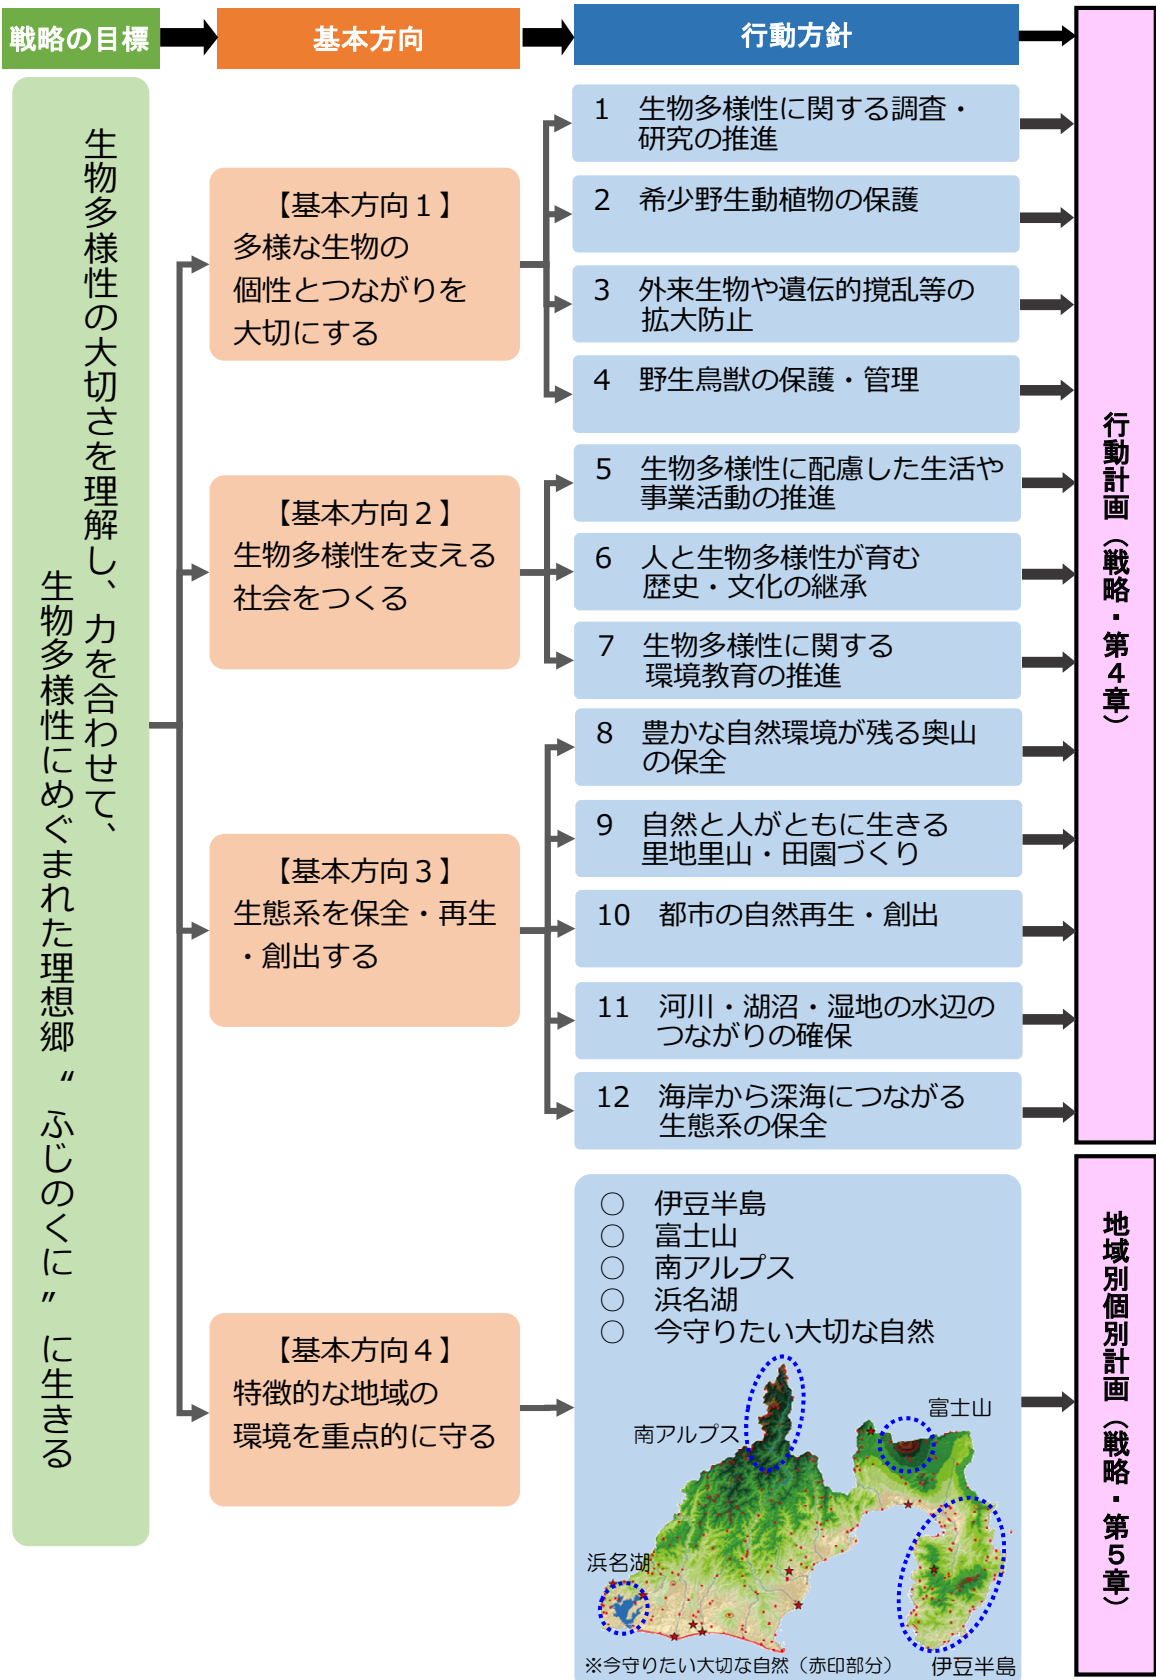 戦略の目標
基本方向
行動方針
生物多様性の大切さを理解し、力を合わせて、
生物多様性にめぐまれた理想郷“ふじのくに”に生きる
【基本方向１】
多様な生物の
個性とつながりを
大切にする
1 生物多様性に関する調査・
研究の推進
2 希少野生動植物の保護
3 外来生物や遺伝的撹乱等の
拡大防止
4 野生鳥獣の保護・管理
【基本方向２】
生物多様性を支える
社会をつくる
5 生物多様性に配慮した生活や
事業活動の推進
6 人と生物多様性が育む
歴史・文化の継承
7 生物多様性に関する
環境教育の推進
【基本方向３】
生態系を保全・再生
・創出する
8 豊かな自然環境が残る奥山
の保全
9 自然と人がともに生きる
里地里山・田園づくり
10 都市の自然再生・創出
11 河川・湖沼・湿地の水辺の
つながりの確保
12 海岸から深海につながる
生態系の保全
行動計画（戦略・第４章）
【基本方向４】
特徴的な地域の
環境を重点的に守る
○ 伊豆半島
○ 富士山
○ 南アルプス
○ 浜名湖
○ 今守りたい大切な自然
富士山
南アルプス
浜名湖
※今守りたい大切な自然（赤印部分）
伊豆半島
地域別個別計画（戦略・第５章）